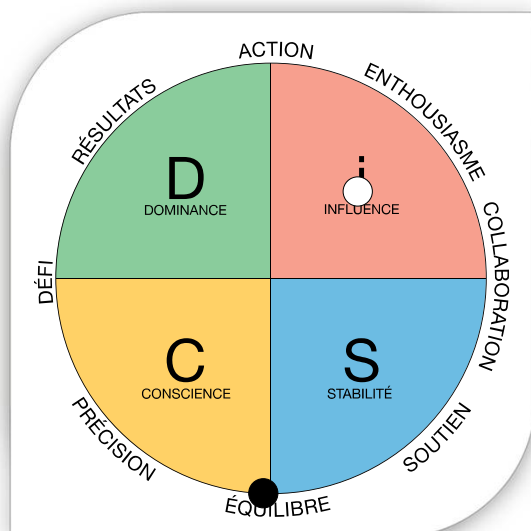 ACTION
RÉSULTATS
ENTHOUSIASME
D
DOMINANCE
i
INFLUENCE
DÉFI
COLLABORATION
C
CONSCIENCE
S
STABILITÉ
PRÉCISION
SOUTIEN
ÉQUILIBRE